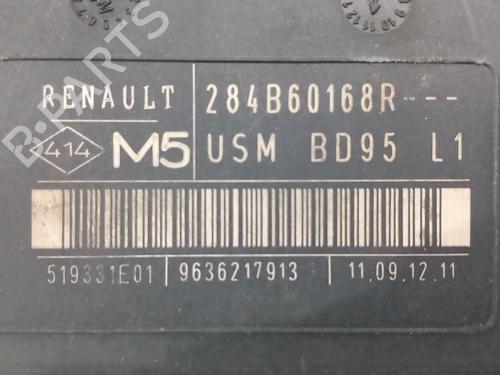 RENAULT 284B60168R---
414 M5 USM BD95 L1
519331E01 9636217913 11.09.12.11
B-PARTS